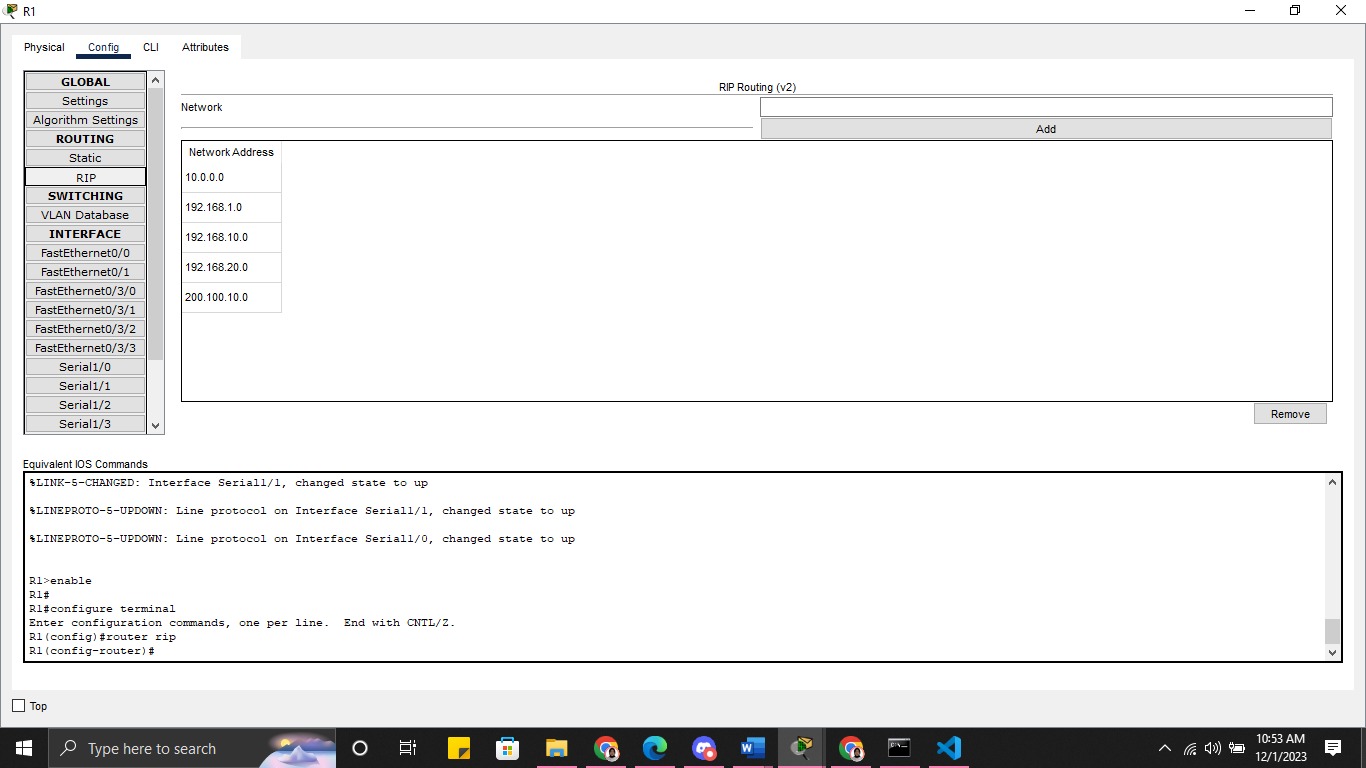 R1
Physical Config CLI Attributes
GLOBAL
Settings
Algorithm Settings
ROUTING
Static
RIP
SWITCHING
VLAN Database
INTERFACE
FastEthernet0/0
FastEthernet0/1
FastEthernet0/3/0
FastEthernet0/3/1
FastEthernet0/3/2
FastEthernet0/3/3
Serial1/0
Serial1/1
Serial1/2
Serial1/3
RIP Routing (v2)
Network
Add
Network Address
10.0.0.0
192.168.1.0
192.168.10.0
192.168.20.0
200.100.10.0
Remove
Equivalent IOS Commands
%LINK-5-CHANGED: Interface Serial1/1, changed state to up
%LINEPROTO-5-UPDOWN: Line protocol on Interface Serial1/1, changed state to up
%LINEPROTO-5-UPDOWN: Line protocol on Interface Serial1/0, changed state to up
R1>enable
R1#
R1#configure terminal
Enter configuration commands, one per line. End with CNTL/Z.
R1(config)#router rip
R1(config-router)#
Top
Type here to search
10:53 AM
12/1/2023